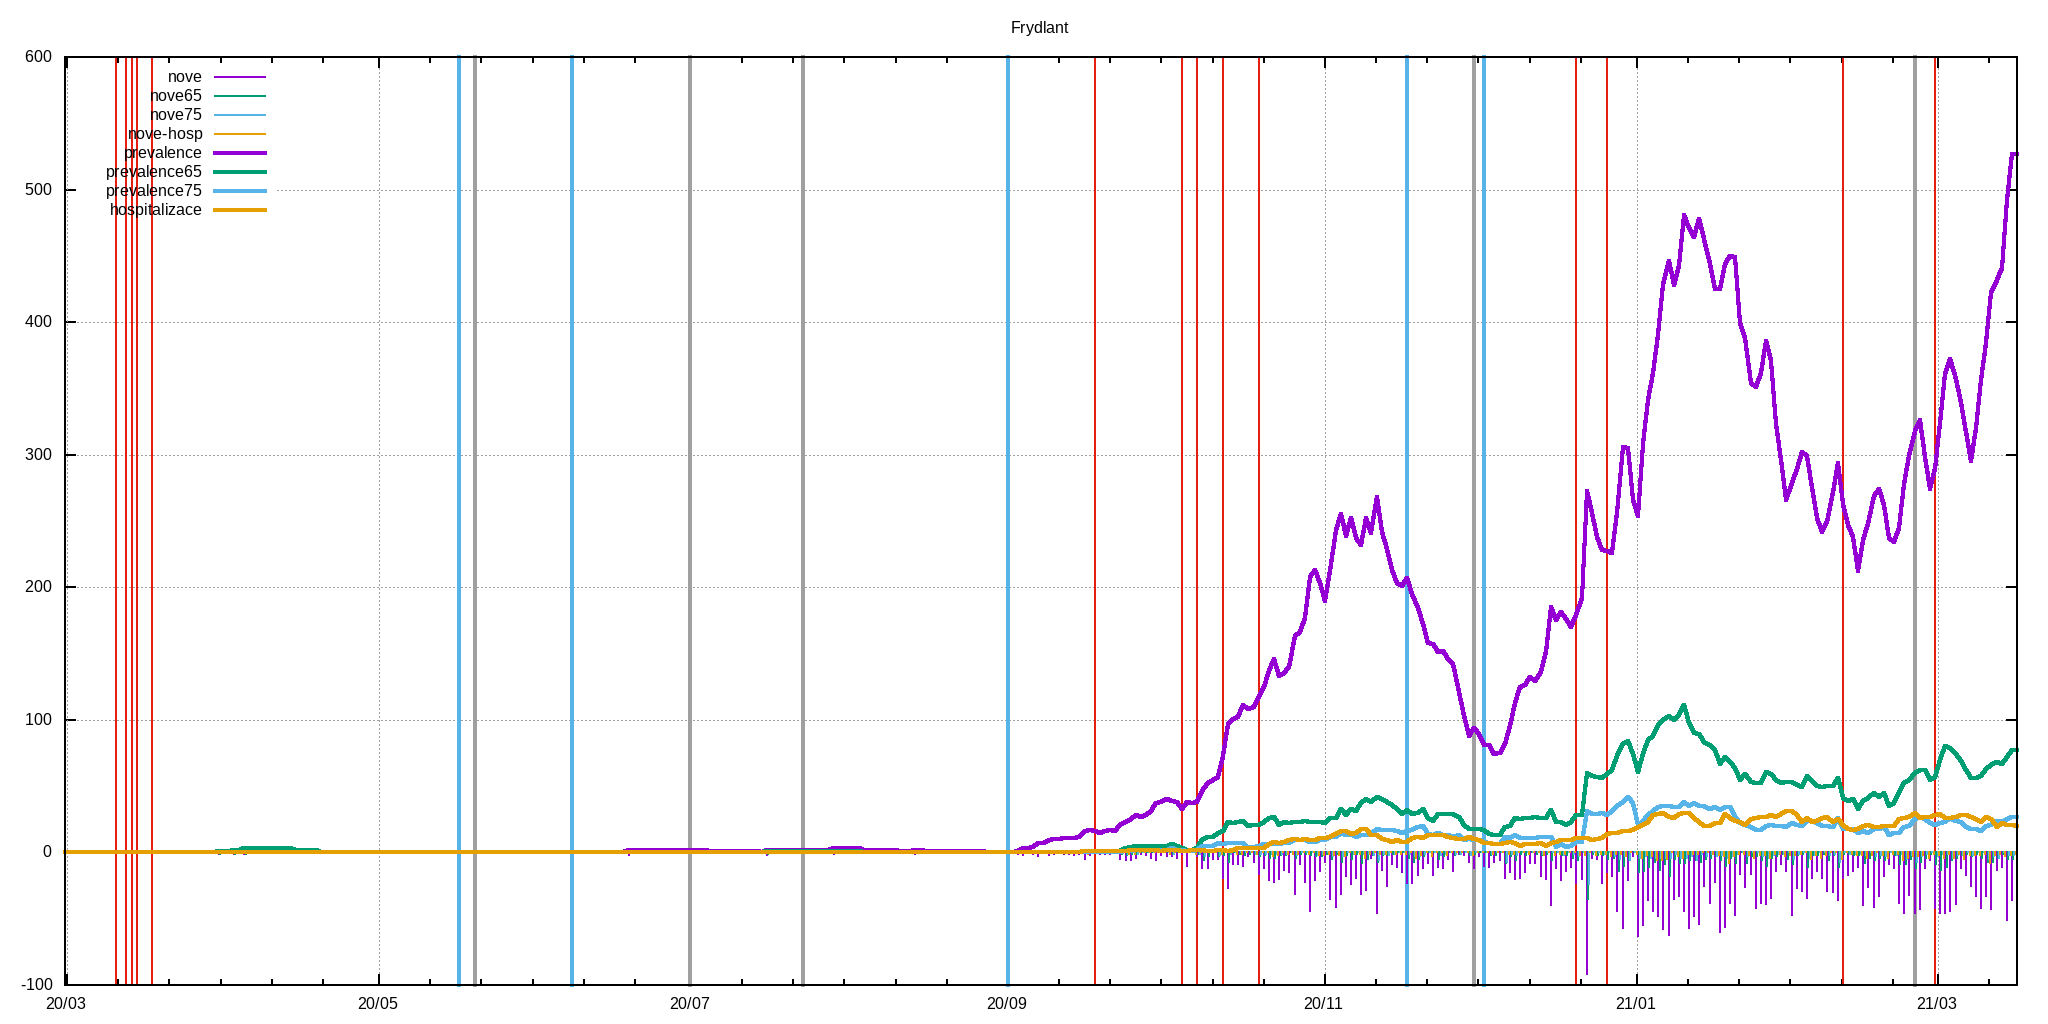 Frydlant
600
500
400
300
200
100
0
-100
nove
nove65
nove75
nove-hosp
prevalence
prevalence65
prevalence75
hospitalizace
20/03 20/05 20/07 20/09 20/11 21/01 21/03